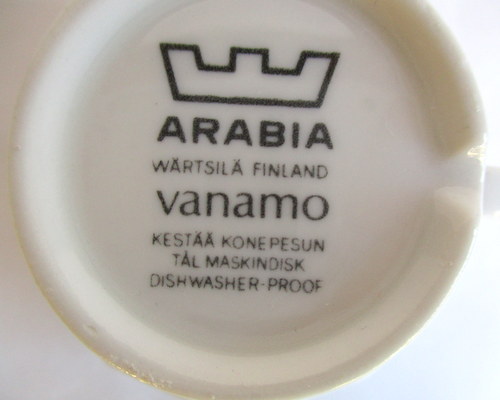 ARABIA
WÄRTSILÄ FINLAND
vanamo
KESTÄÄ KONEPESUN
TÅL MASKINDISK
DISHWASHER-PROOF